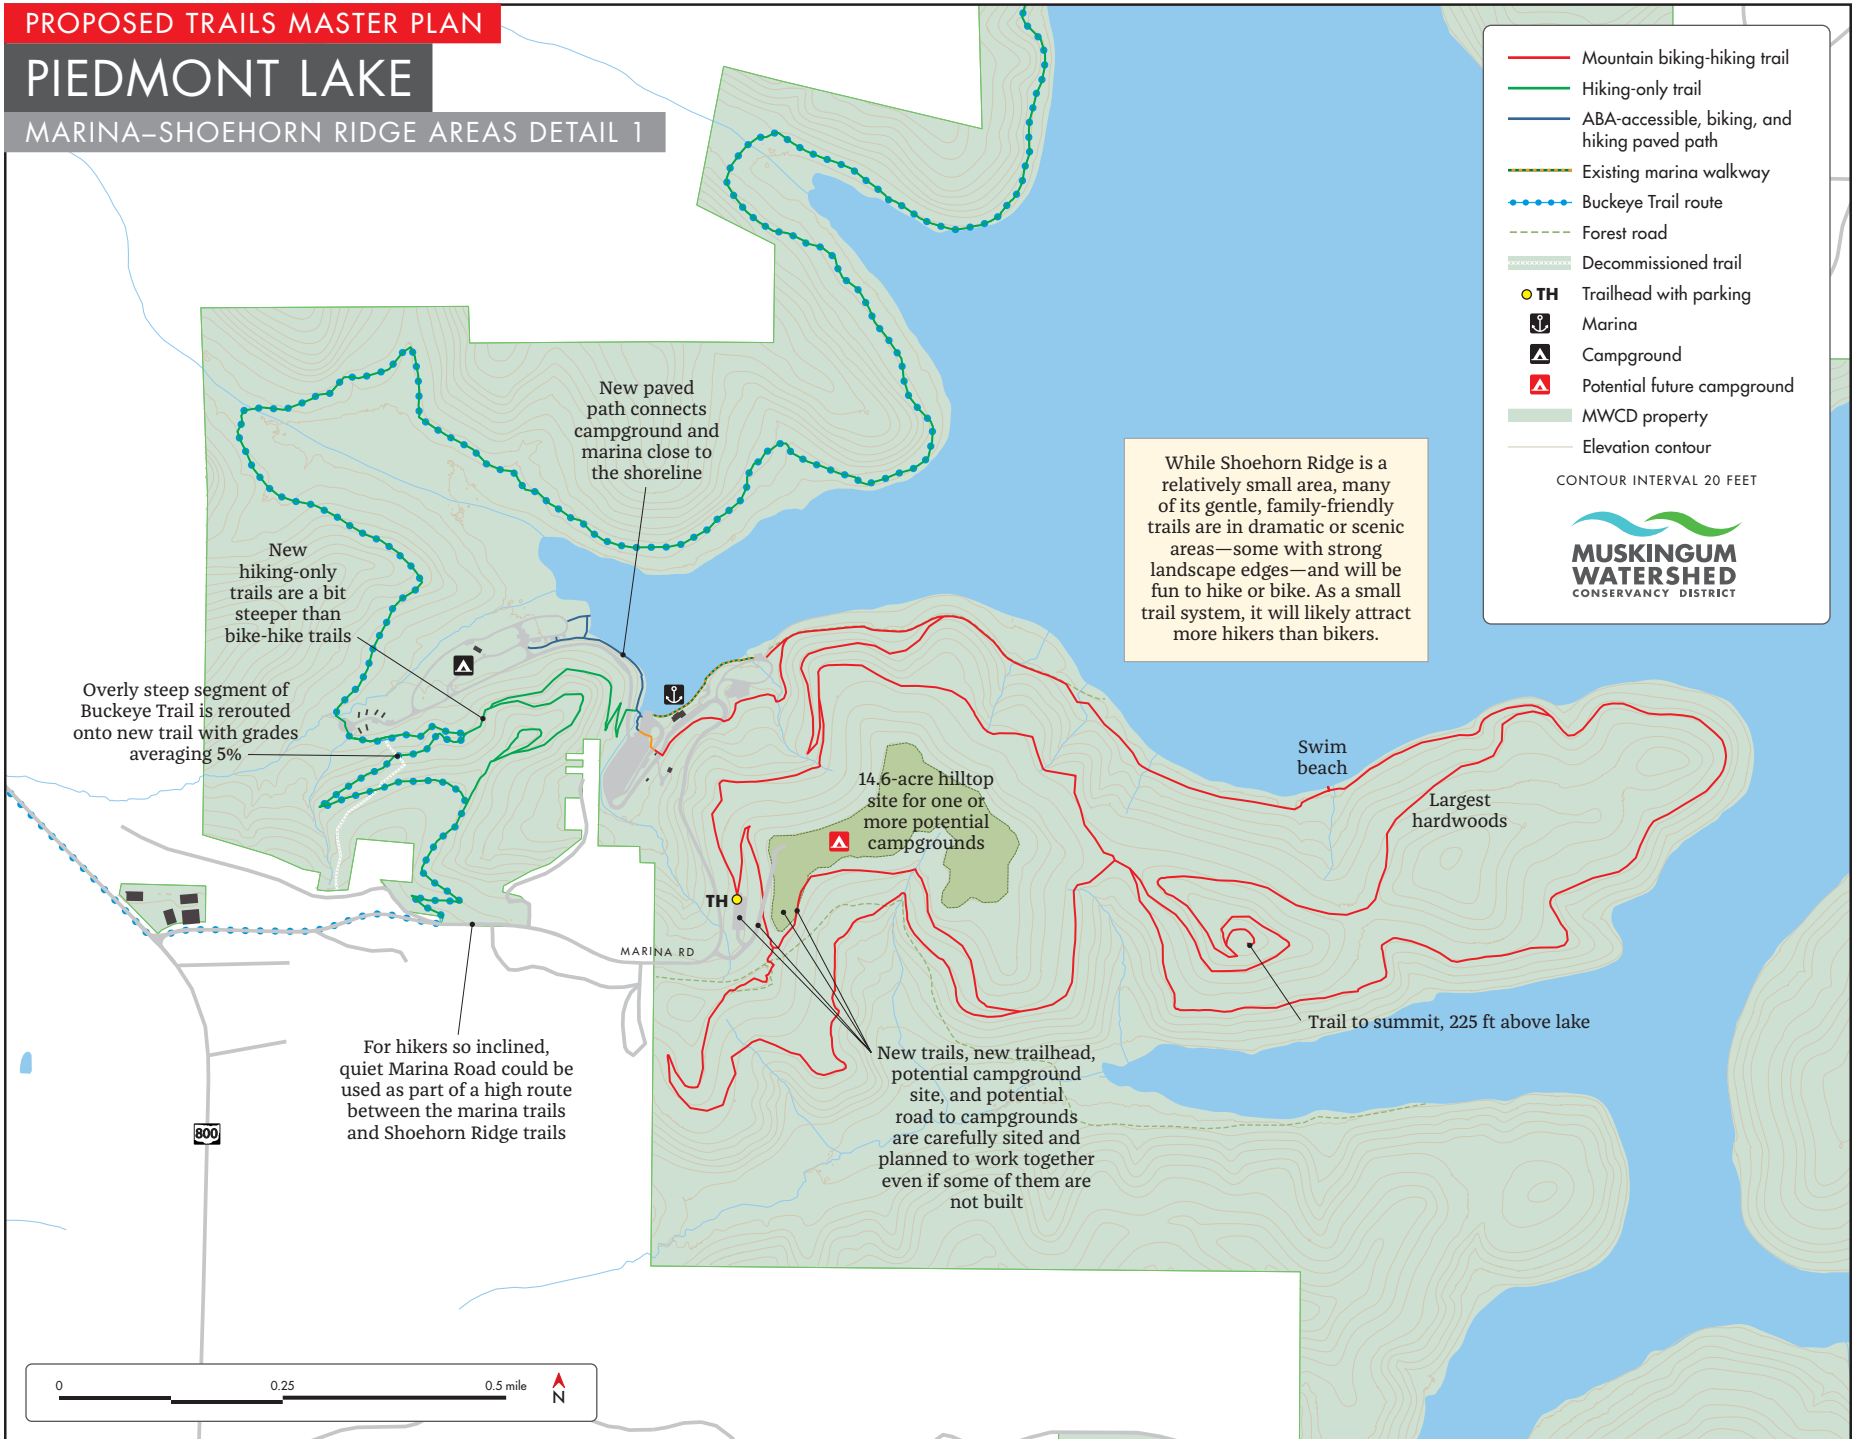 PROPOSED TRAILS MASTER PLAN
PIEDMONT LAKE
MARINA–SHOEHORN RIDGE AREAS DETAIL 1
Mountain biking-hiking trail
Hiking-only trail
ABA-accessible, biking, and
hiking paved path
Existing marina walkway
Buckeye Trail route
Forest road
Decommissioned trail
TH Trailhead with parking
Marina
Campground
Potential future campground
MWCD property
Elevation contour
CONTOUR INTERVAL 20 FEET
MUSKINGUM
WATERSHED
CONSERVANCY DISTRICT
New paved
path connects
campground and
marina close to
the shoreline
While Shoehorn Ridge is a
relatively small area, many
of its gentle, family-friendly
trails are in dramatic or scenic
areas—some with strong
landscape edges—and will be
fun to hike or bike. As a small
trail system, it will likely attract
more hikers than bikers.
New
hiking-only
trails are a bit
steeper than
bike-hike trails
Overly steep segment of
Buckeye Trail is rerouted
onto new trail with grades
averaging 5%
Swim
beach
14.6-acre hilltop
site for one or
more potential
campgrounds
Largest
hardwoods
TH
MARINA RD
Trail to summit, 225 ft above lake
For hikers so inclined,
quiet Marina Road could be
used as part of a high route
between the marina trails
and Shoehorn Ridge trails
New trails, new trailhead,
potential campground
site, and potential
road to campgrounds
are carefully sited and
planned to work together
even if some of them are
not built
800
0 0.25 0.5 mile
N